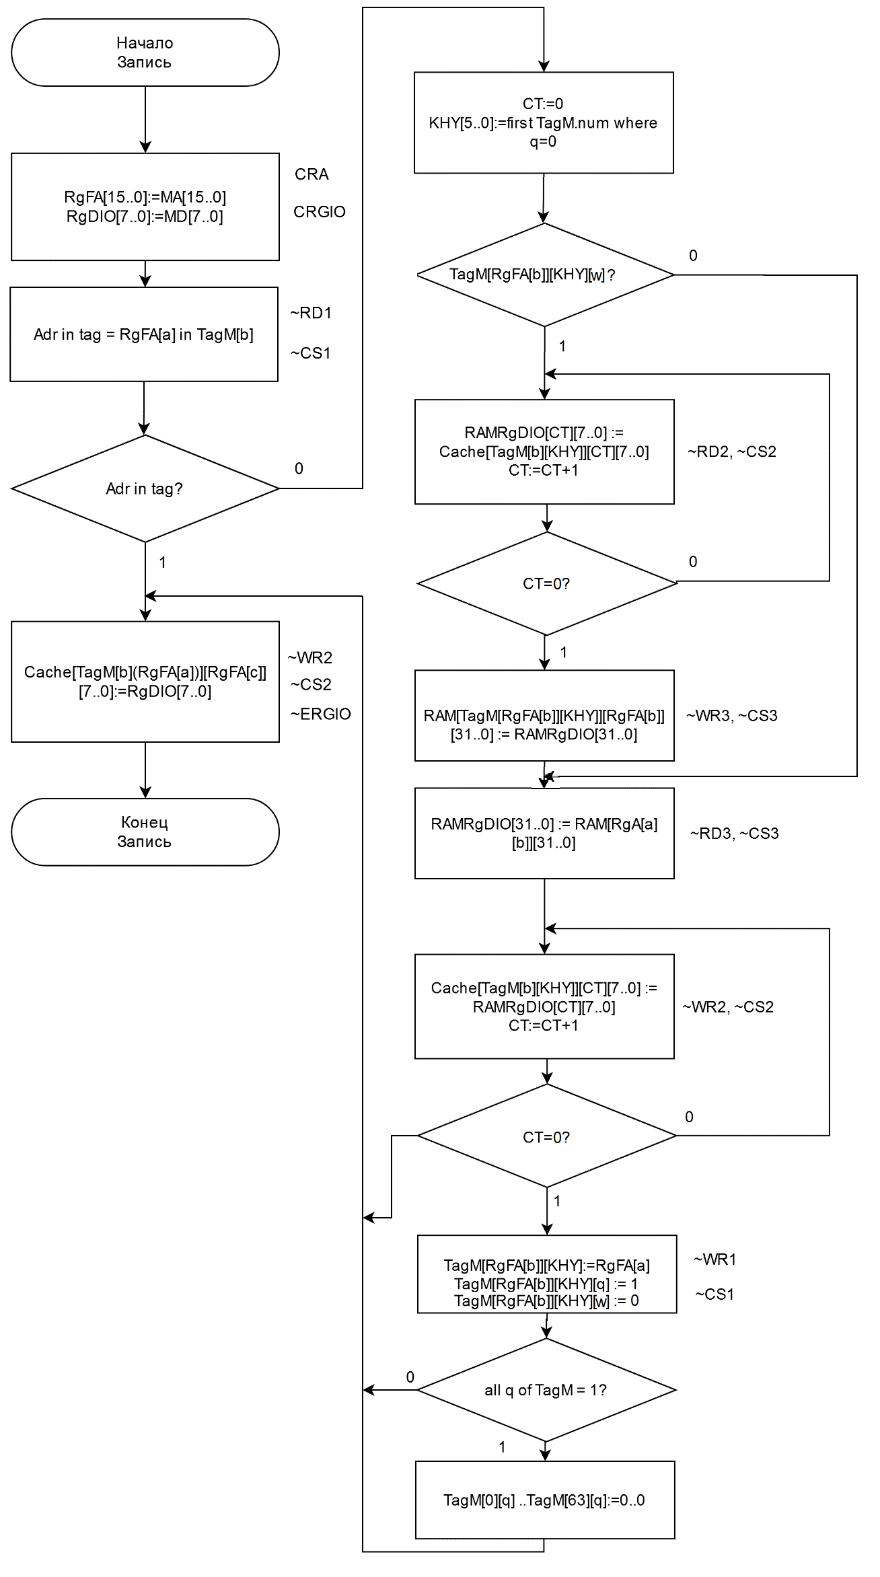 Начало
Запись
RgFA[15..0]:=MA[15..0]
RgDIO[7..0]:=MD[7..0]
CRA
CRGIO
Adr in tag = RgFA[a] in TagM[b]
~RD1
~CS1
Adr in tag?
0
1
Cache[TagM[b](RgFA[a])][RgFA[c]]
[7..0]:=RgDIO[7..0]
~WR2
~CS2
~ERGIO
Конец
Запись
CT:=0
KHY[5..0]:=first TagM.num where
q=0
TagM[RgFA[b]][KHY][w]?
0
1
RAMRgDIO[CT][7..0] :=
Cache[TagM[b][KHY]][CT][7..0]
CT:=CT+1
~RD2, ~CS2
CT=0?
0
1
RAM[TagM[RgFA[b]][KHY]][RgFA[b]]
[31..0] := RAMRgDIO[31..0]
~WR3, ~CS3
RAMRgDIO[31..0] := RAM[RgA[a]
[b]][31..0]
~RD3, ~CS3
Cache[TagM[b][KHY]][CT][7..0] :=
RAMRgDIO[CT][7..0]
CT:=CT+1
~WR2, ~CS2
CT=0?
0
1
TagM[RgFA[b]][KHY]:=RgFA[a]
TagM[RgFA[b]][KHY][q] := 1
TagM[RgFA[b]][KHY][w] := 0
~WR1
~CS1
all q of TagM = 1?
0
1
TagM[0][q] ..TagM[63][q]:=0..0